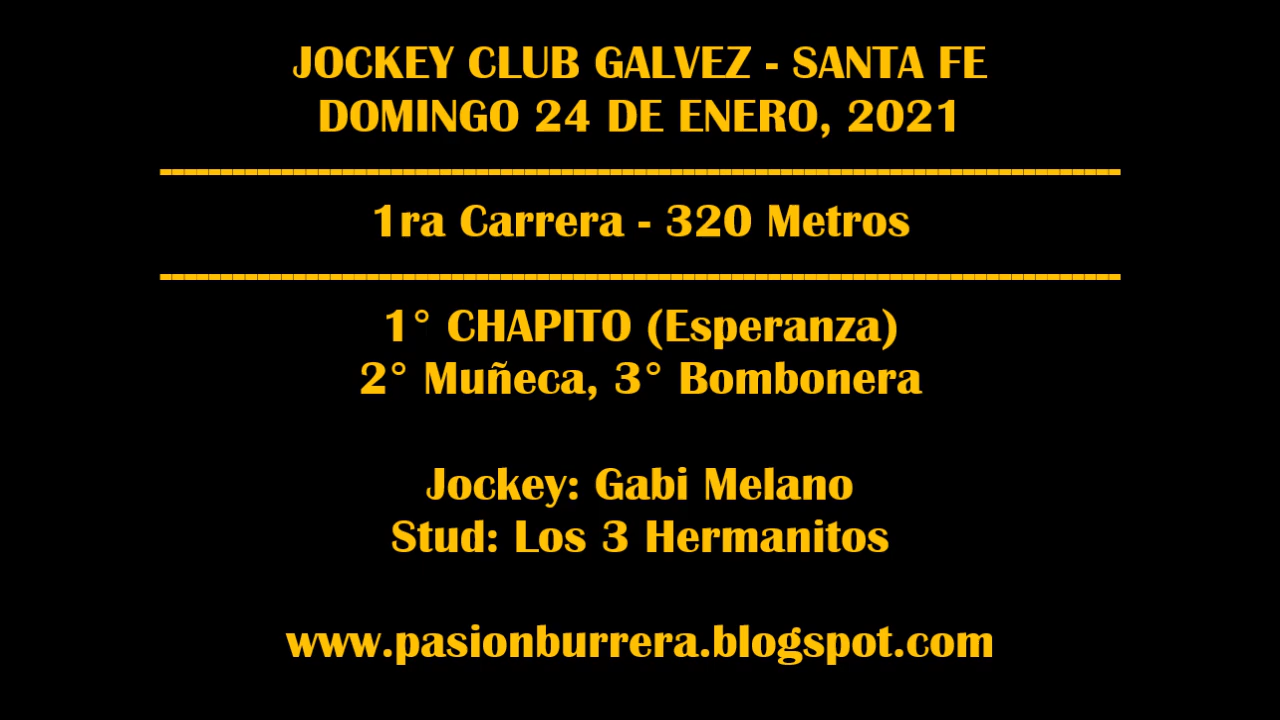 JOCKEY CLUB GALVEZ - SANTA FE
DOMINGO 24 DE ENERO, 2021
--------------------------------------------------------------------------------
1ra Carrera - 320 Metros
--------------------------------------------------------------------------------
1° CHAPITO (Esperanza)
2° Muñeca, 3° Bombonera
Jockey: Gabi Melano
Stud: Los 3 Hermanitos
www.pasionburrera.blogspot.com